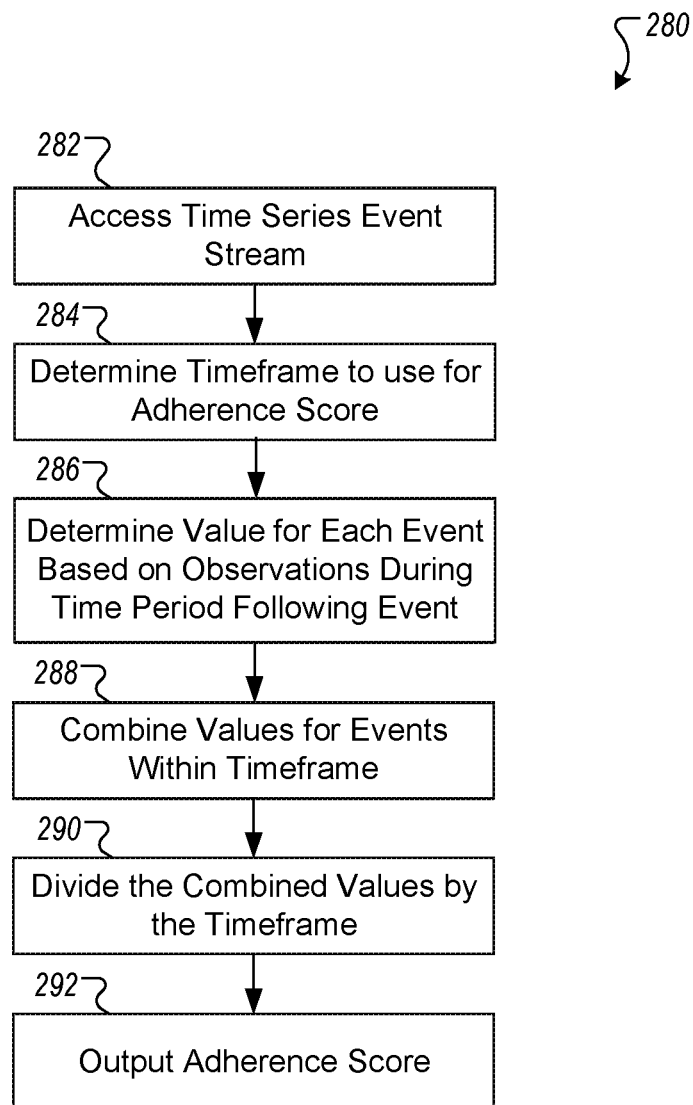 280
282
Access Time Series Event
Stream
284
Determine Timeframe to use for
Adherence Score
286
Determine Value for Each Event
Based on Observations During
Time Period Following Event
288
Combine Values for Events
Within Timeframe
290
Divide the Combined Values by
the Timeframe
292
Output Adherence Score